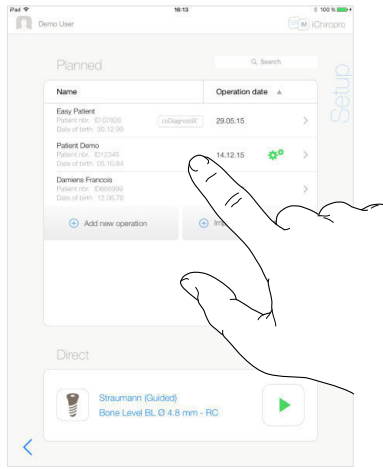 iPad 16:13 100 %
Demo User iChiropro
Setup
Planned Search
Name Operation date
Easy Patient
Patient nbr. ID 07826 coDiagnostiX 29.05.15
Date of birth 30.12.99
Patient Demo
Patient nbr. ID12345 14.12.15
Date of birth 05.10.84
Damiens Francois
Patient nbr. ID666999
Date of birth 12.06.78
Add new operation
Direct
Straumann (Guided)
Bone Level BL Ø 4.8 mm - RC